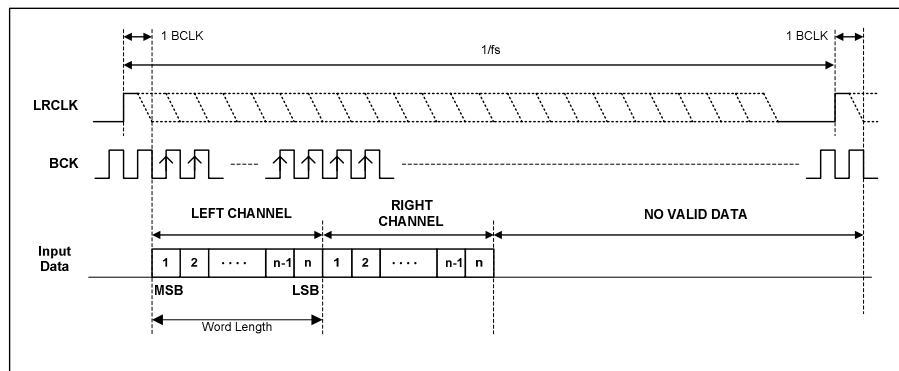 1 BCLK
1 BCLK
1/fs
LRCLK
BCK
LEFT CHANNEL
RIGHT
CHANNEL
NO VALID DATA
Input
Data
1 2 .... n-1 n 1 2 .... n-1 n
MSB
LSB
Word Length